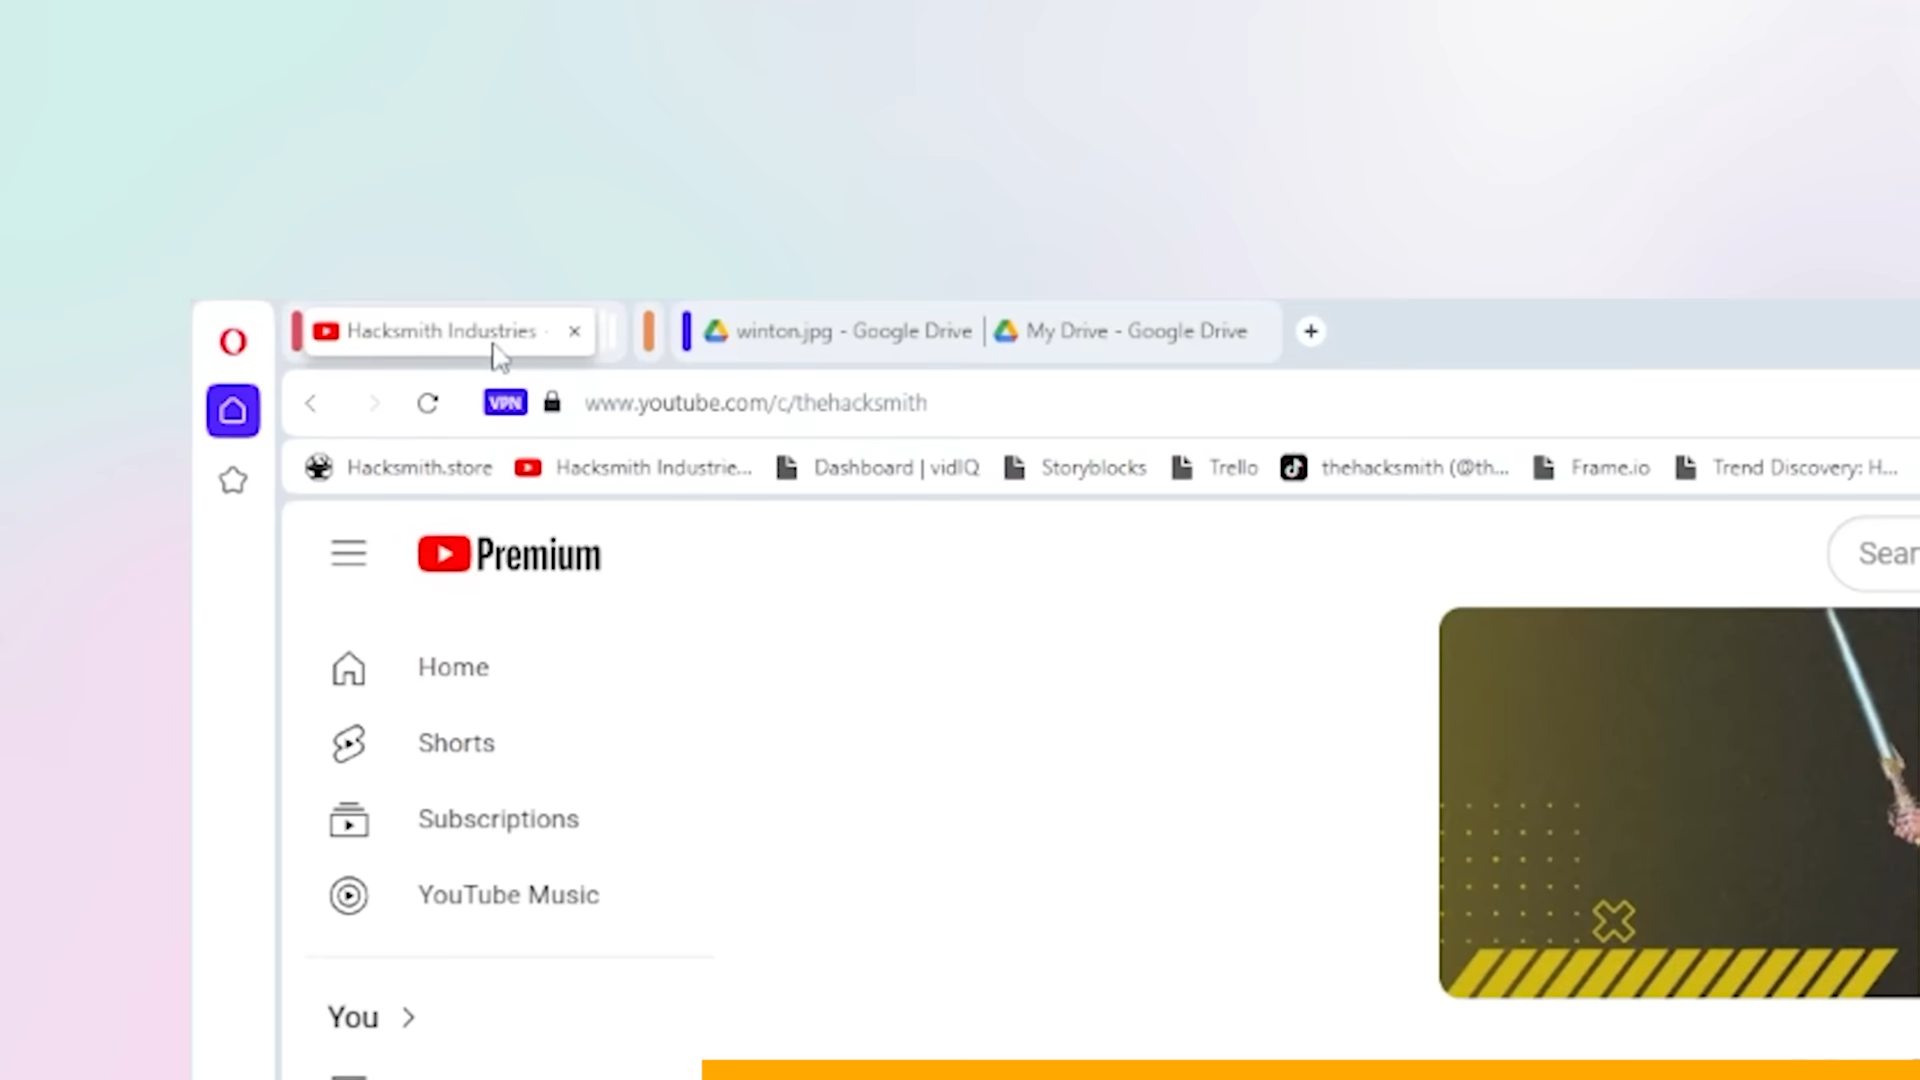 Hacksmith Industries -
winton.jpg - Google Drive
My Drive - Google Drive
VPN
www.youtube.com/c/thehacksmith
Hacksmith.store
Hacksmith Industrie...
Dashboard | vidIQ
Storyblocks
Trello
thehacksmith (@th...
Frame.io
Trend Discovery: H...
Premium
Sear
Home
Shorts
Subscriptions
YouTube Music
You